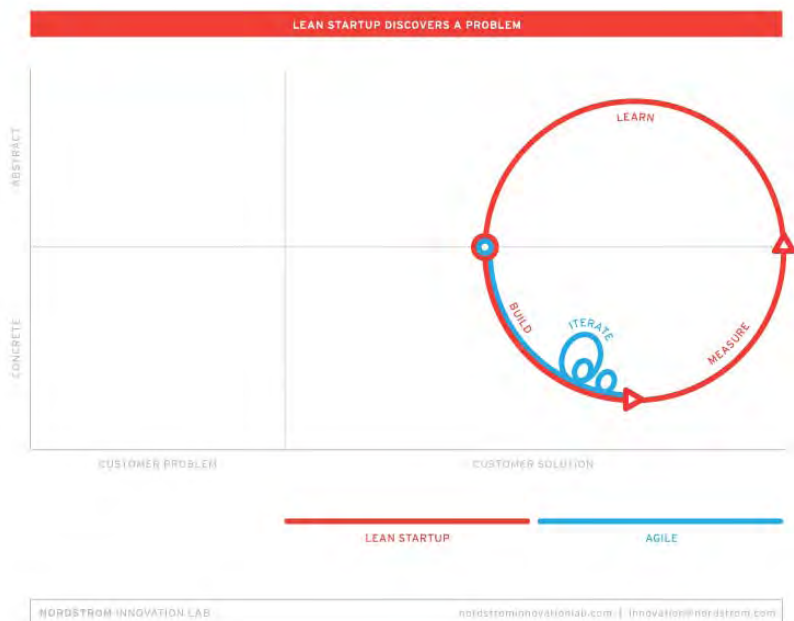 LEAN STARTUP DISCOVERS A PROBLEM
ABSTRACT
LEARN
CONCRETE
BUILD
ITERATE
MEASURE
CUSTOMER PROBLEM
CUSTOMER SOLUTION
LEAN STARTUP
AGILE
NORDSTROM INNOVATION LAB
nordstrominnovationlab.com | innovation@nordstrom.com